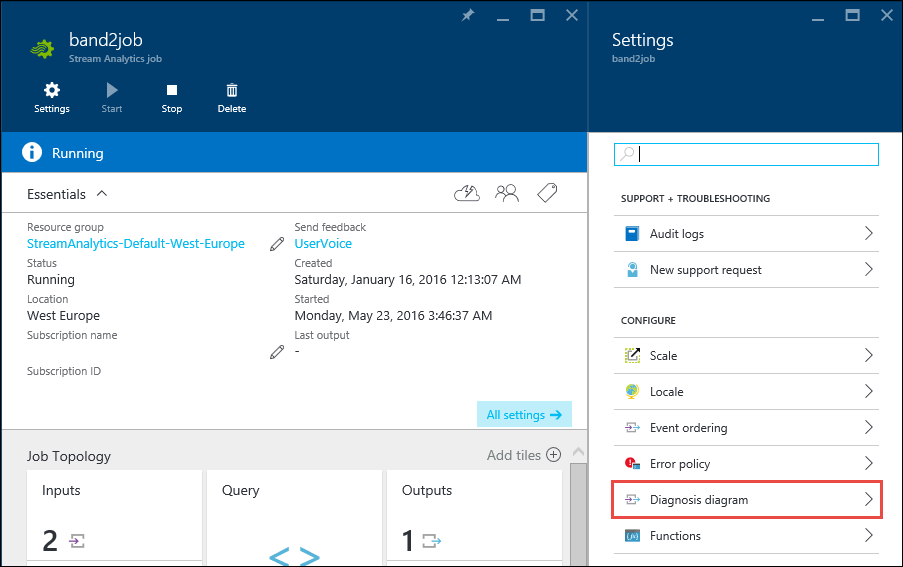 band2job
Stream Analytics job
Settings
Start
Stop
Delete
Running
Essentials
Resource group
StreamAnalytics-Default-West-Europe
Status
Running
Location
West Europe
Subscription name
Subscription ID
Send feedback
UserVoice
Created
Saturday, January 16, 2016 12:13:07 AM
Started
Monday, May 23, 2016 3:46:37 AM
Last output
-
All settings
Job Topology
Add tiles
Inputs
2
Query
Outputs
1
Settings
band2job
SUPPORT + TROUBLESHOOTING
Audit logs
New support request
CONFIGURE
Scale
Locale
Event ordering
Error policy
Diagnosis diagram
Functions